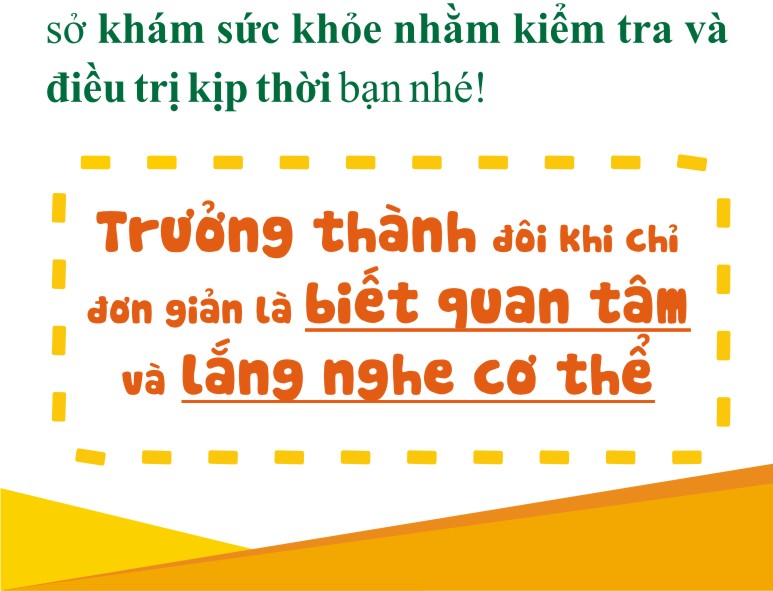 sở khám sức khỏe nhằm kiểm tra và
điều trị kịp thời bạn nhé!
Trưởng thành đôi khi chỉ
đơn giản là biết quan tâm
và lắng nghe cơ thể